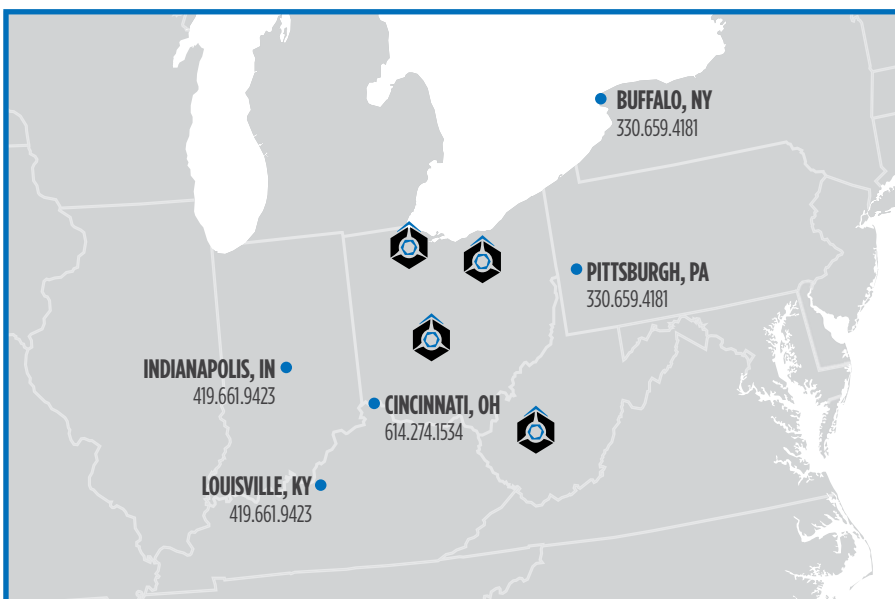 BUFFALO, NY
330.659.4181
PITTSBURGH, PA
330.659.4181
INDIANAPOLIS, IN
419.661.9423
CINCINNATI, OH
614.274.1534
LOUISVILLE, KY
419.661.9423